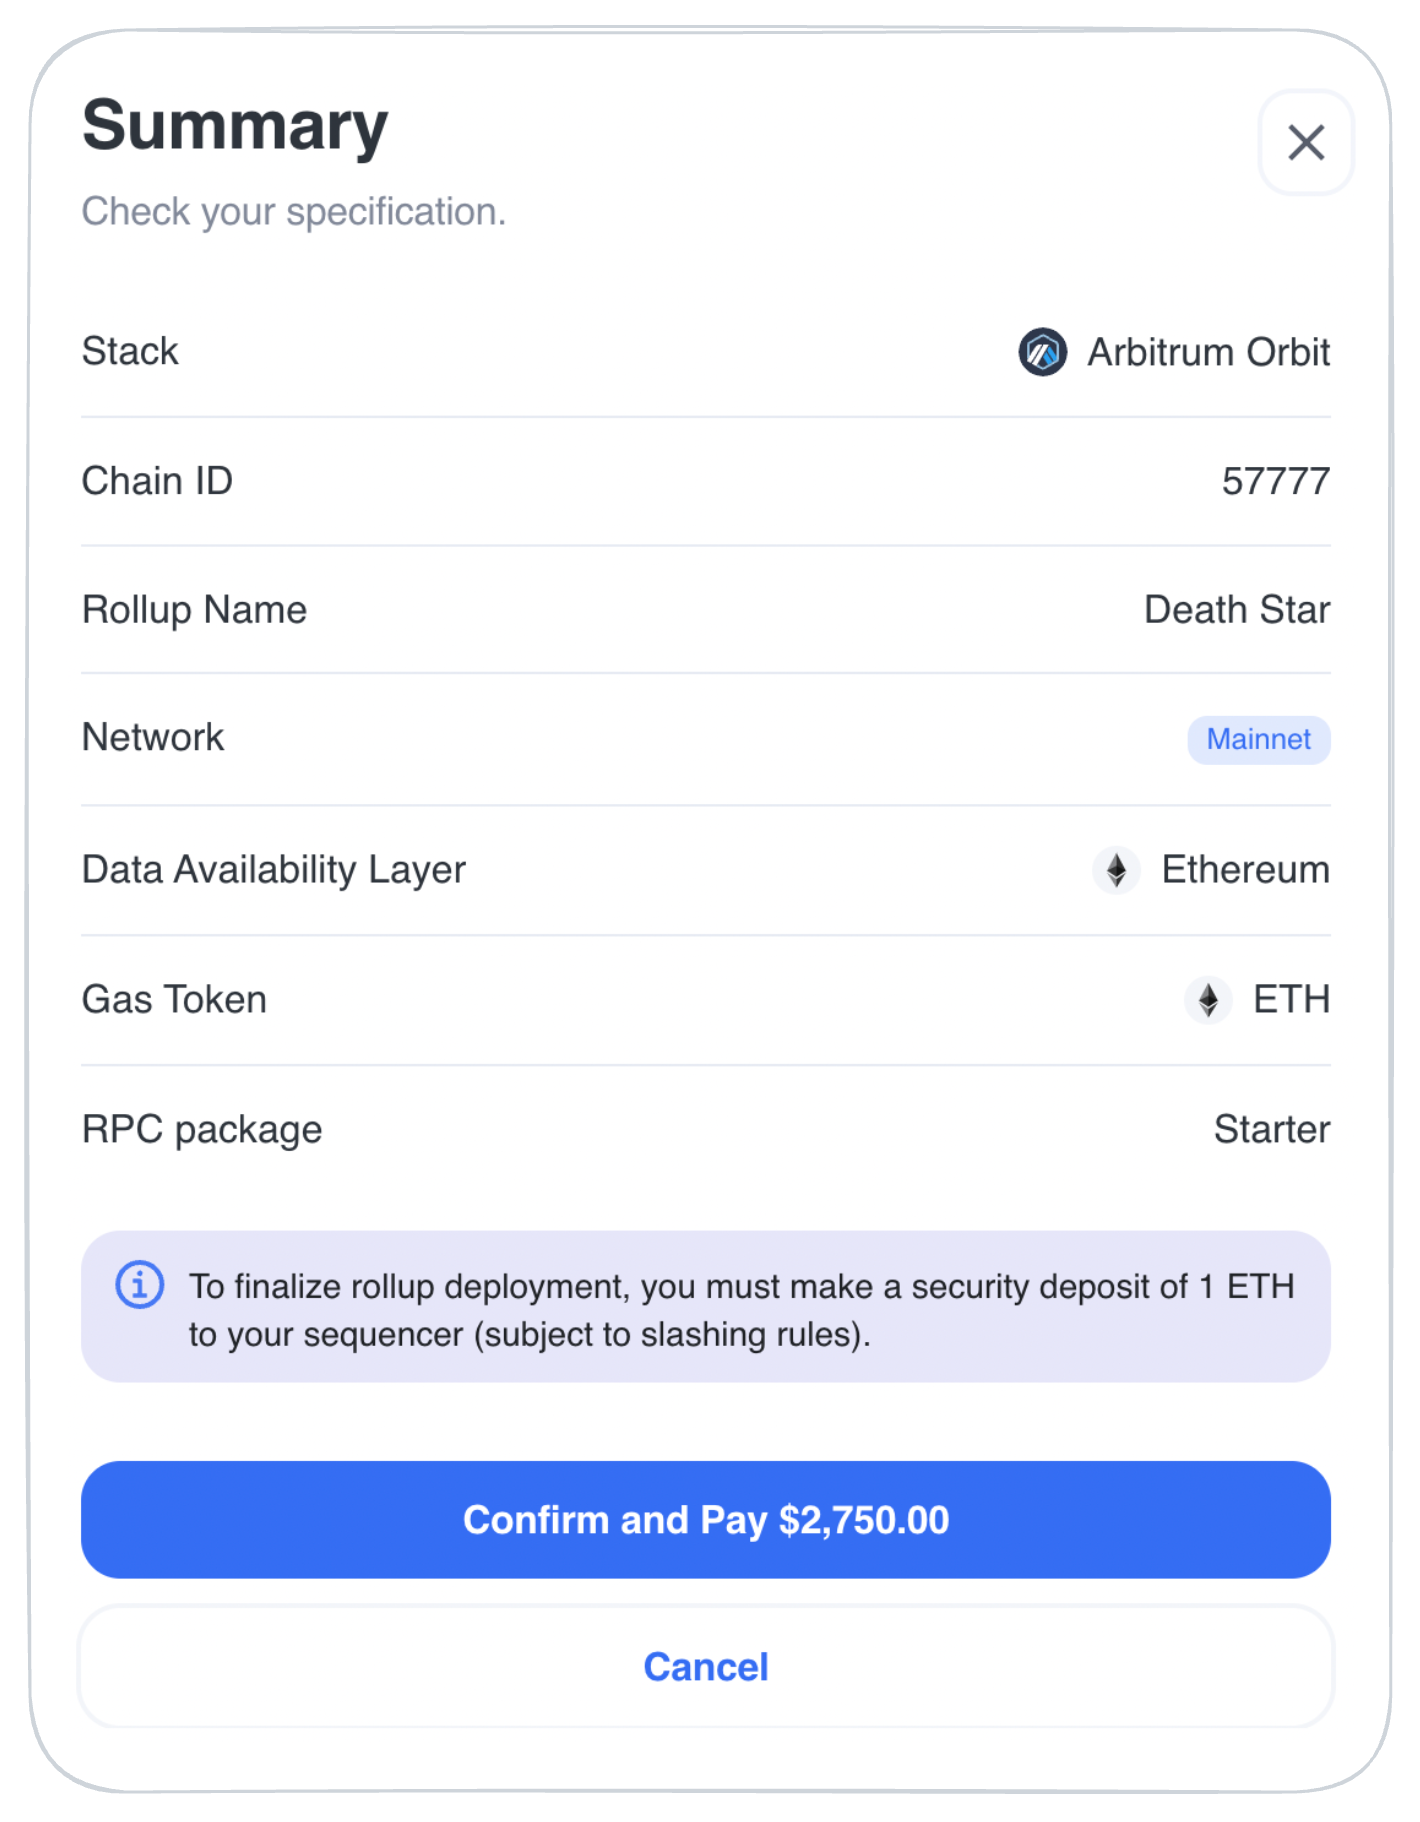 Summary
Check your specification.
Stack
Arbitrum Orbit
Chain ID
57777
Rollup Name
Death Star
Network
Mainnet
Data Availability Layer
Ethereum
Gas Token
ETH
RPC package
Starter
To finalize rollup deployment, you must make a security deposit of 1 ETH
to your sequencer (subject to slashing rules).
Confirm and Pay $2,750.00
Cancel